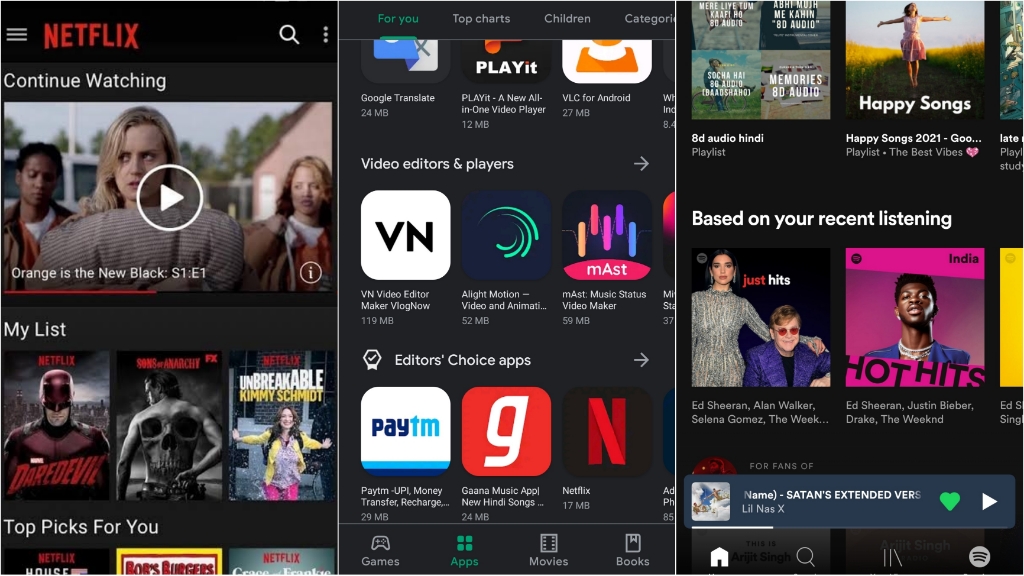 NETFLIX
Continue Watching
Orange is the New Black: S1:E1
My List
NETFLIX
DAREDEVIL
SONS OF ANARCHY FX
NETFLIX
UNBREAKABLE
KIMMY SCHMIDT
Top Picks For You
NETFLIX
HOUSE
BOB'S BURGERS
NETFLIX
Grace and Frankie
For you
Top charts
Children
Categori
PLAYit
Google Translate
24 MB
PLAYit - A New All-
in-One Video Player
12 MB
VLC for Android
27 MB
8.4
Video editors & players
VN
mAst
VN Video Editor
Maker VlogNow
119 MB
Alight Motion —
Video and Animati...
52 MB
mAst: Music Status
Video Maker
59 MB
37
Editors' Choice apps
paytm
g
N
Paytm -UPI, Money
Transfer, Recharge,...
29 MB
Gaana Music App|
New Hindi Songs ...
24 MB
Netflix
17 MB
85
Games
Apps
Movies
Books
MERE LIYE TUM
KAAFI HO
8D AUDIO
ABHI MUJH
ME KAHIN
"8D AUDIO"
SOCHA HAI
8D AUDIO
(BAADSHAHO)
MEMORIES
8D AUDIO
Happy Songs
8d audio hindi
Playlist
Happy Songs 2021 - Goo...
Playlist • The Best Vibes 💖
late
Playl
study
Based on your recent listening
just hits
India
HOT HITS
Ed Sheeran, Alan Walker,
Selena Gomez, The Week...
Ed Sheeran, Justin Bieber,
Drake, The Weeknd
Ed S
Singl
FOR FANS OF
Name) - SATAN'S EXTENDED VERS
Lil Nas X
THIS IS
Arijit Singh
Arijit Singh